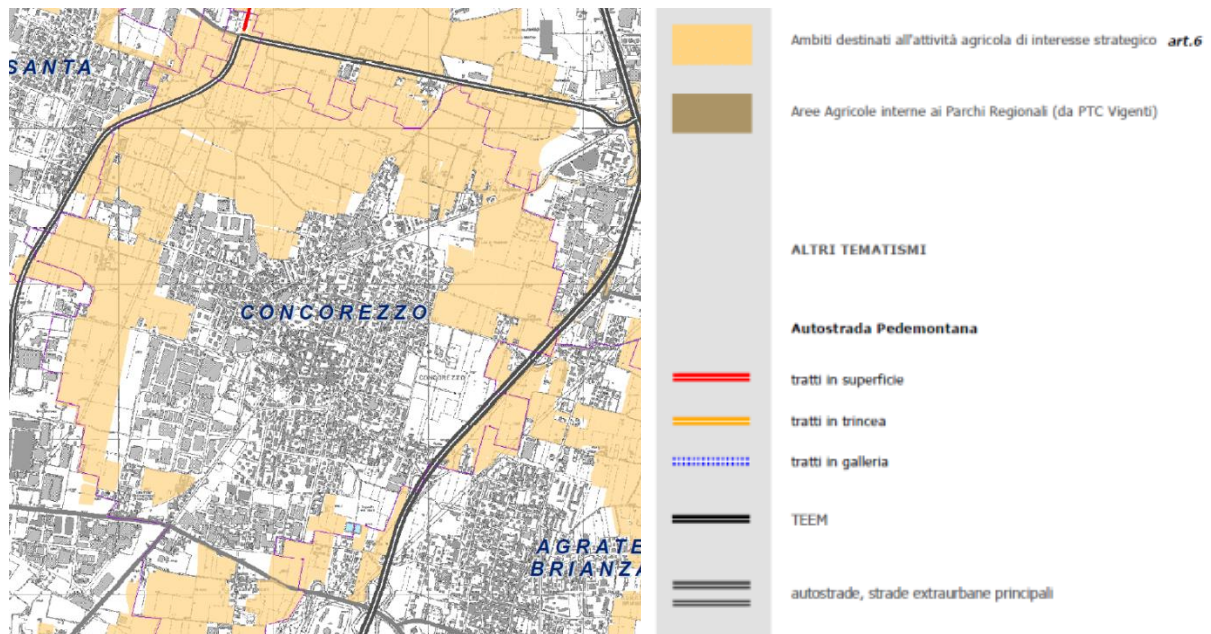 SANTA
CONCOREZZO
CONCOREZZO
AGRATE
BRIANZA
Ambiti destinati all'attività agricola di interesse strategico art.6
Aree Agricole interne ai Parchi Regionali (da PTC Vigenti)
ALTRI TEMATISMI
Autostrada Pedemontana
tratti in superficie
tratti in trincea
tratti in galleria
TEEM
autostrade, strade extraurbane principali